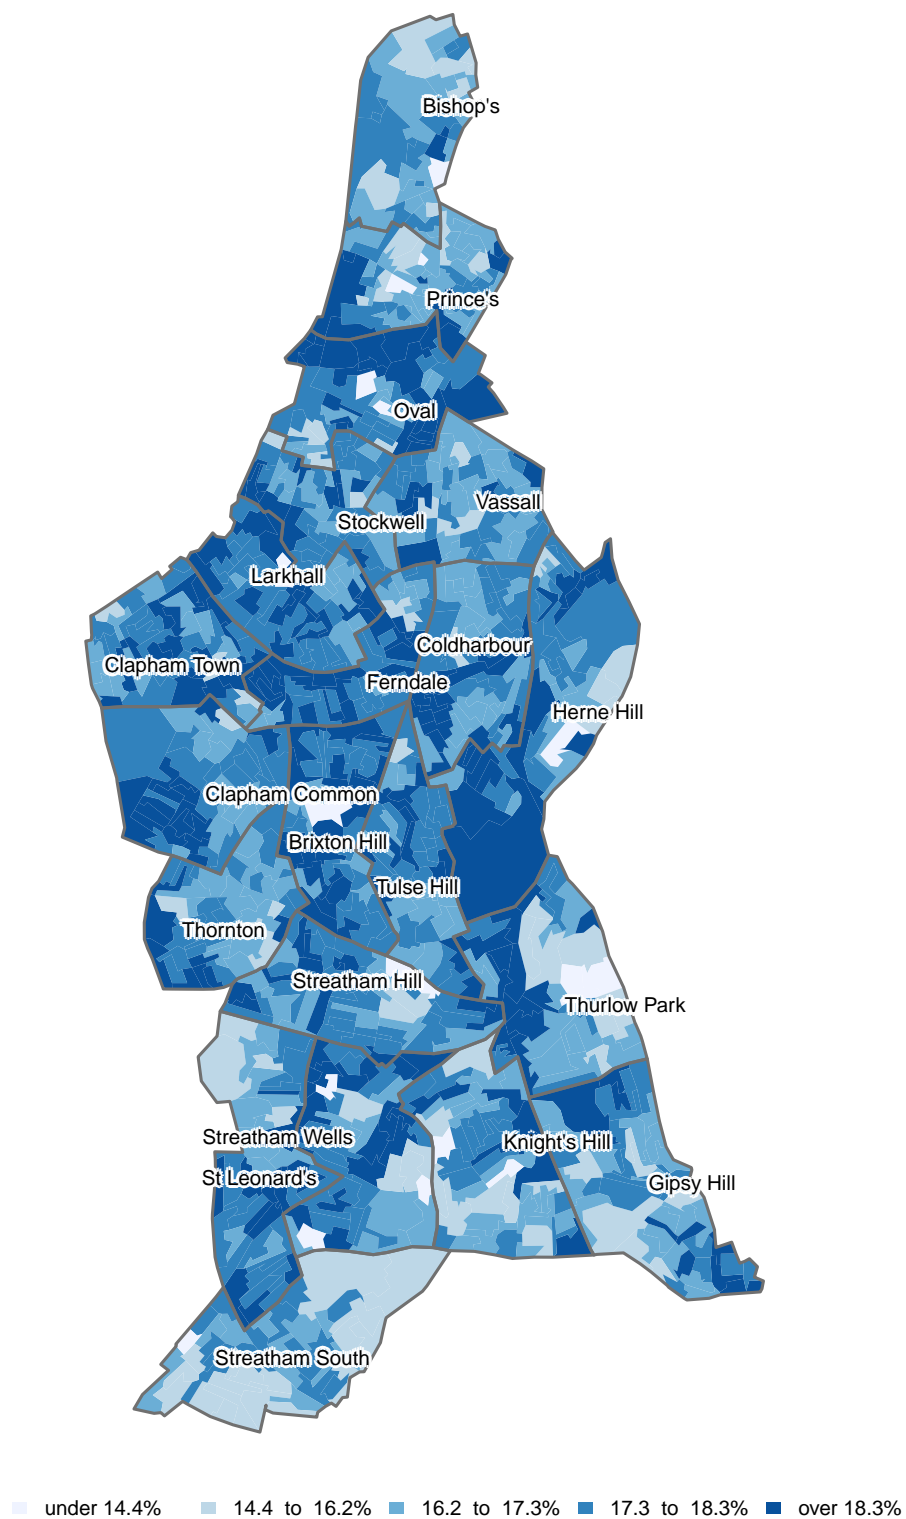 Bishop's
Prince's
Oval
Vassall
Stockwell
Larkhall
Coldharbour
Clapham Town
Ferndale
Herne Hill
Clapham Common
Brixton Hill
Tulse Hill
Thornton
Streatham Hill
Thurlow Park
Streatham Wells
Knight's Hill
St Leonard's
Gipsy Hill
Streatham South
under 14.4% 14.4 to 16.2% 16.2 to 17.3% 17.3 to 18.3% over 18.3%